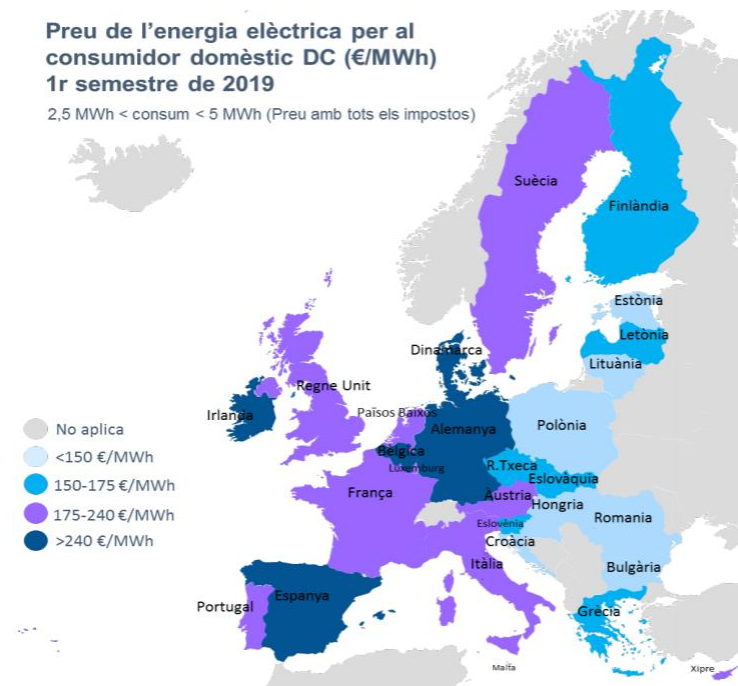 Preu de l'energia elèctrica per al
consumidor domèstic DC (€/MWh)
1r semestre de 2019
2,5 MWh < consum < 5 MWh (Preu amb tots els impostos)
Suècia
Finlàndia
Estònia
Letònia
Lituània
Dinamarca
Regne Unit
Irlanda
Països Baixos
Alemanya
Polònia
Bèlgica
Luxemburg
R.Txeca
Eslovàquia
França
Àustria
Hongria
Romania
Eslovènia
Croàcia
Itàlia
Bulgària
Portugal
Espanya
Grècia
Malta
Xipre
No aplica
<150 €/MWh
150-175 €/MWh
175-240 €/MWh
>240 €/MWh